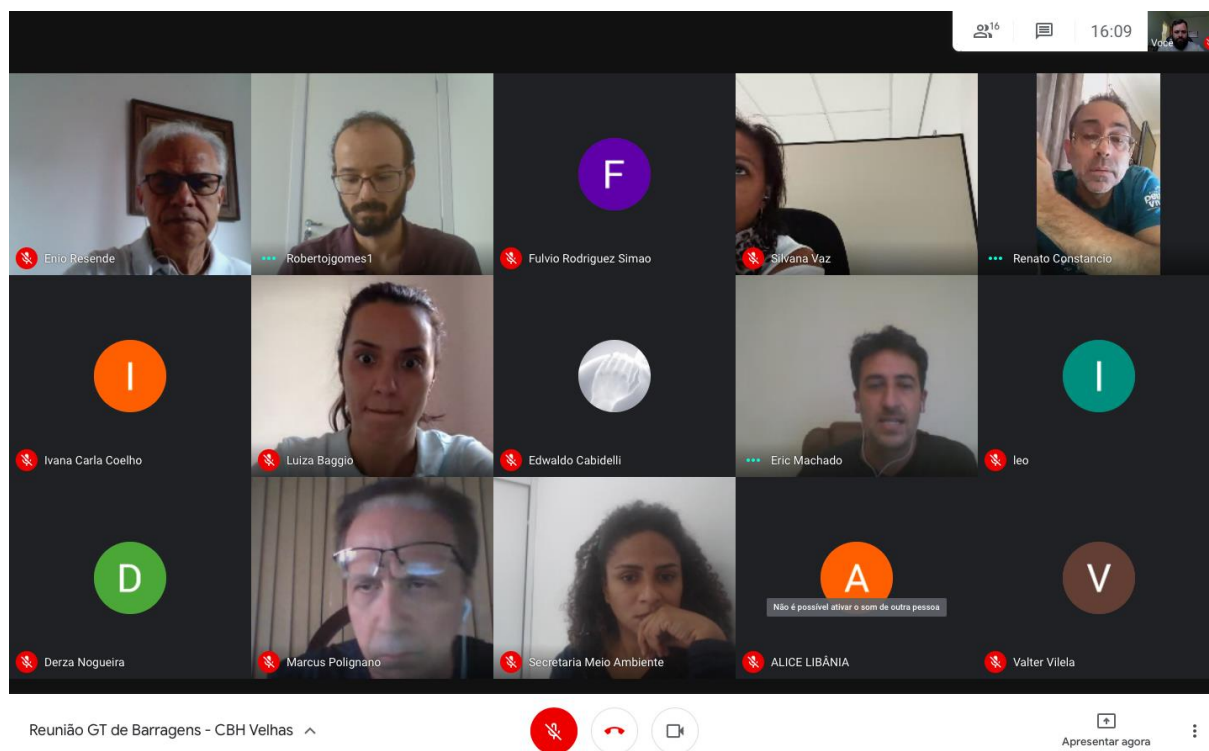 16
16:09
Você
Enio Resende
Robertojgomes1
F
Fulvio Rodriguez Simao
Silvana Vaz
Renato Constancio
I
Ivana Carla Coelho
Luiza Baggio
Edwaldo Cabidelli
Eric Machado
l
leo
D
Derza Nogueira
Marcus Polignano
Secretaria Meio Ambiente
A
Não é possível ativar o som de outra pessoa
ALICE LIBÂNIA
V
Valter Vilela
Reunião GT de Barragens - CBH Velhas
Apresentar agora